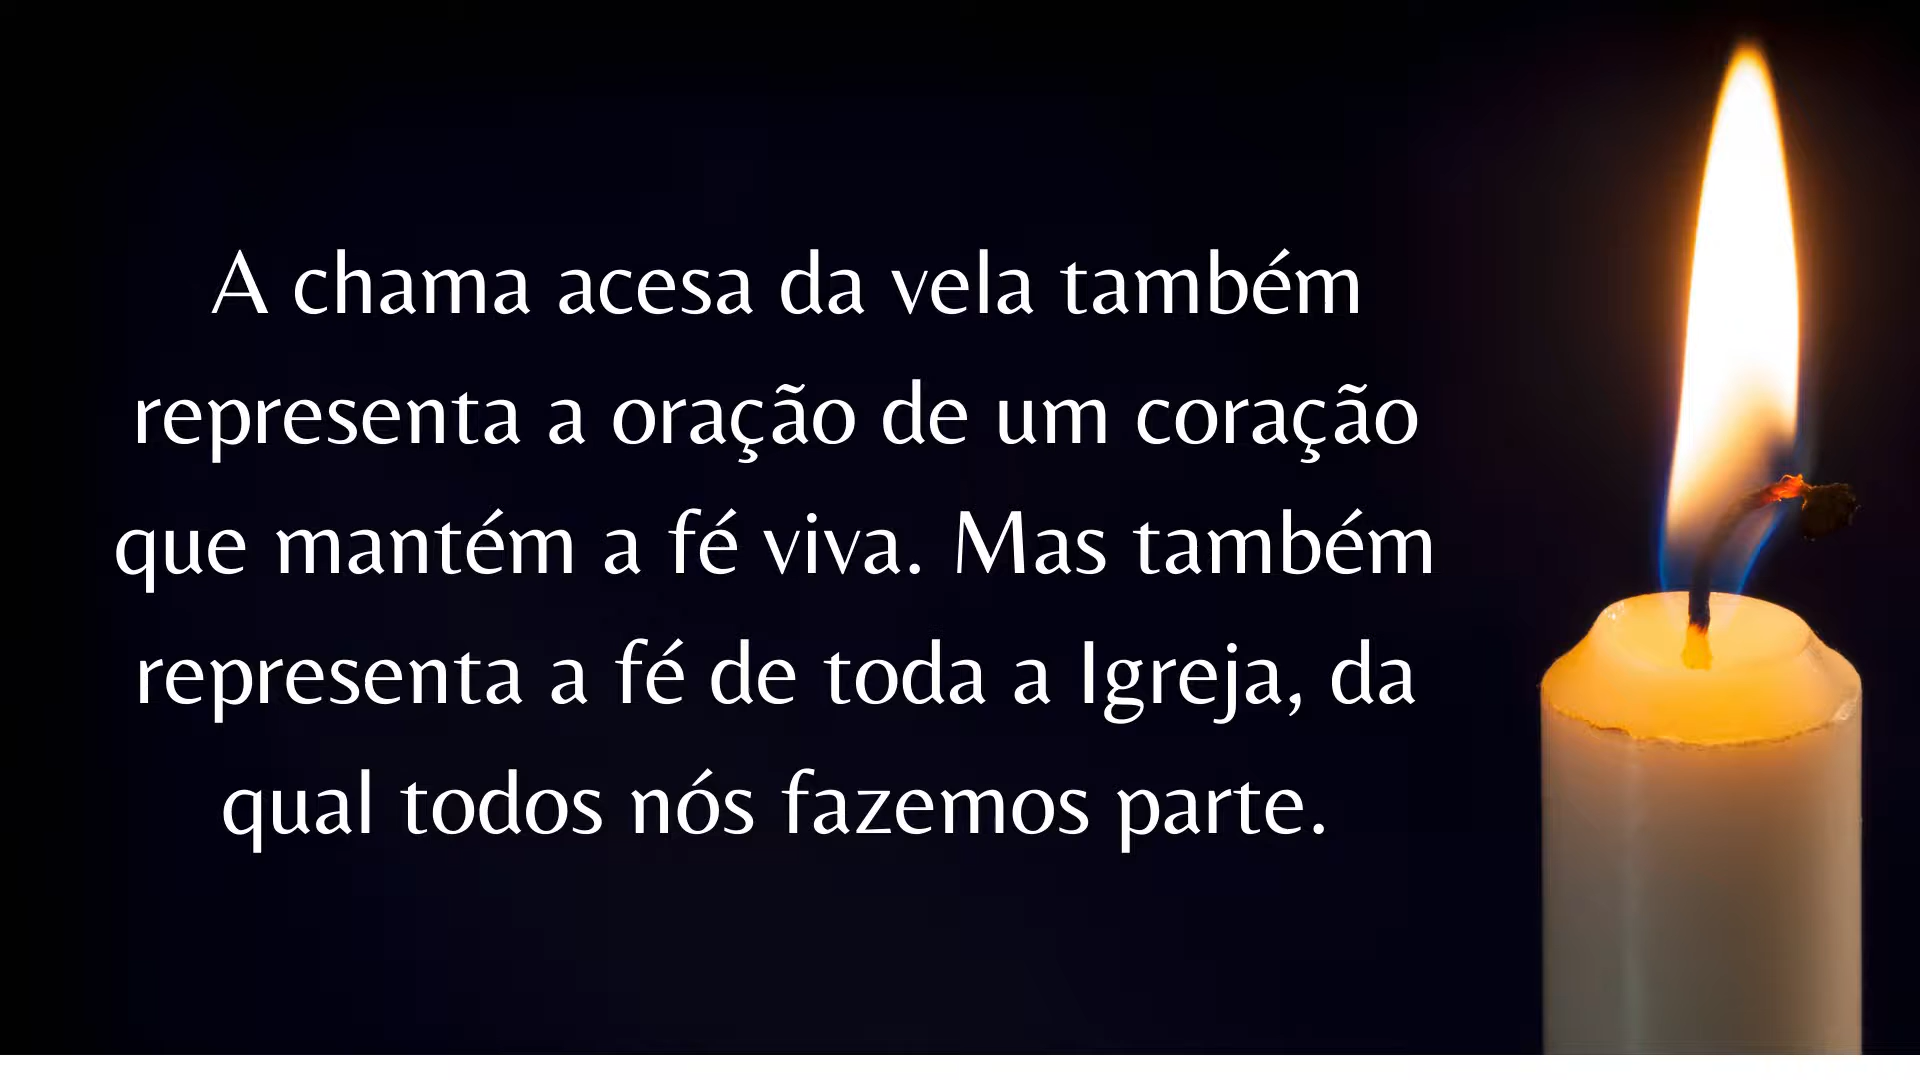 A chama acesa da vela também
representa a oração de um coração
que mantém a fé viva. Mas também
representa a fé de toda a Igreja, da
qual todos nós fazemos parte.